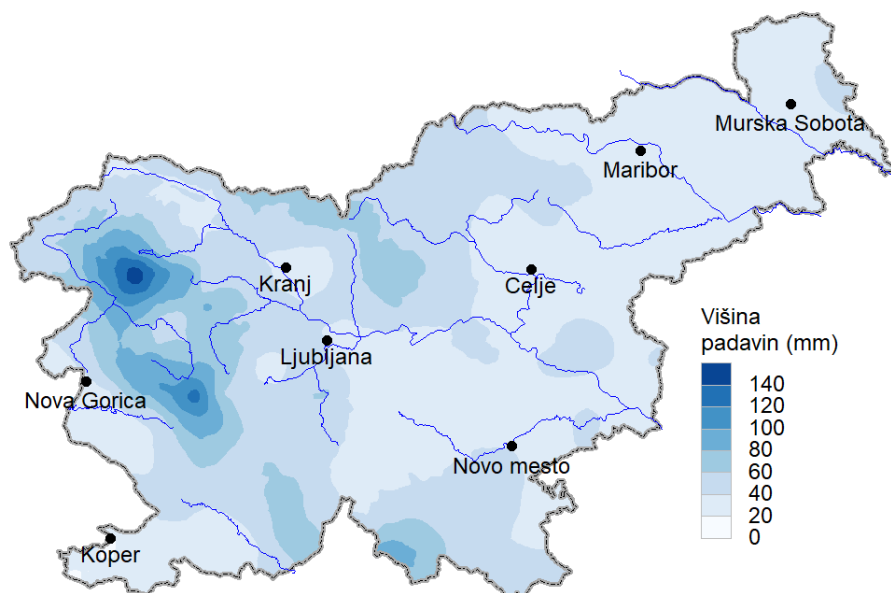 Murska Sobota
Maribor
Kranj
Celje
Ljubljana
Nova Gorica
Novo mesto
Koper
Višina
padavin (mm)
140
120
100
80
60
40
20
0